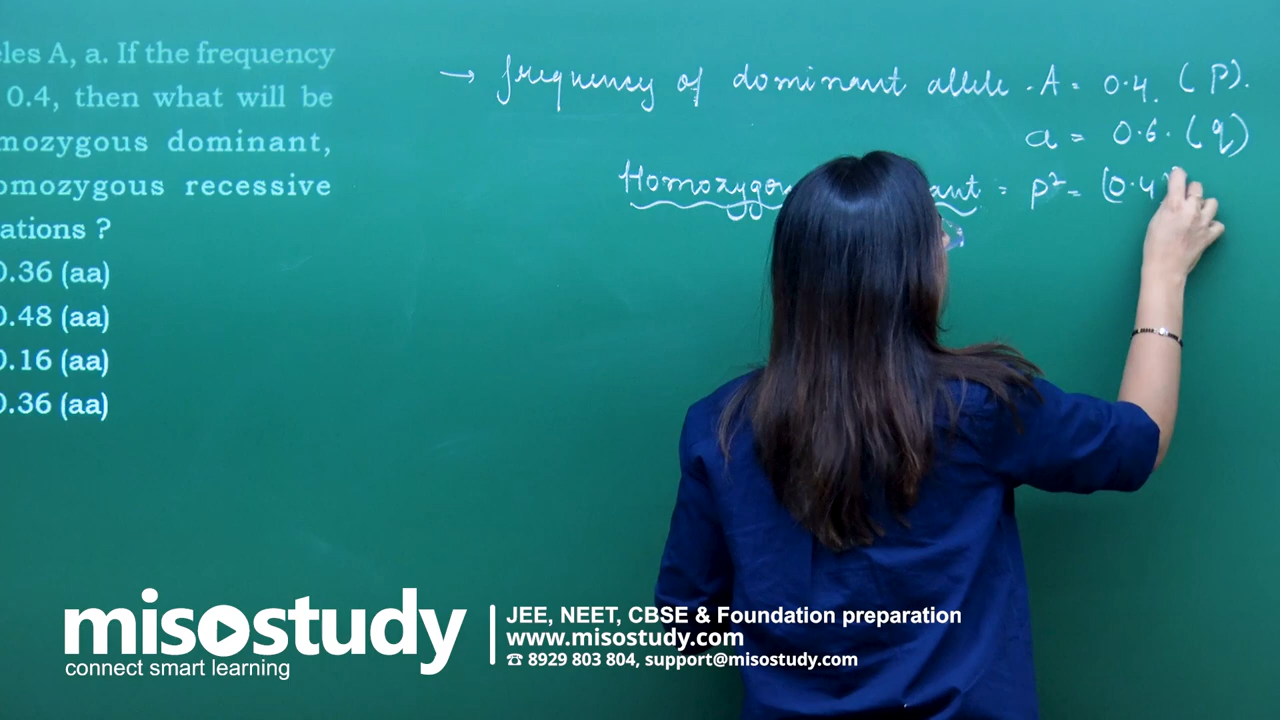 eles A, a. If the frequency
0.4, then what will be
mozygous dominant,
omozygous recessive
ations ?
0.36 (aa)
0.48 (aa)
0.16 (aa)
0.36 (aa)
→ frequency of dominant allele . A = 0.4. (P).
a = 0.6. (q)
Homozygou ant = p² = (0.4)
misostudy
connect smart learning
JEE, NEET, CBSE & Foundation preparation
www.misostudy.com
☎ 8929 803 804, support@misostudy.com